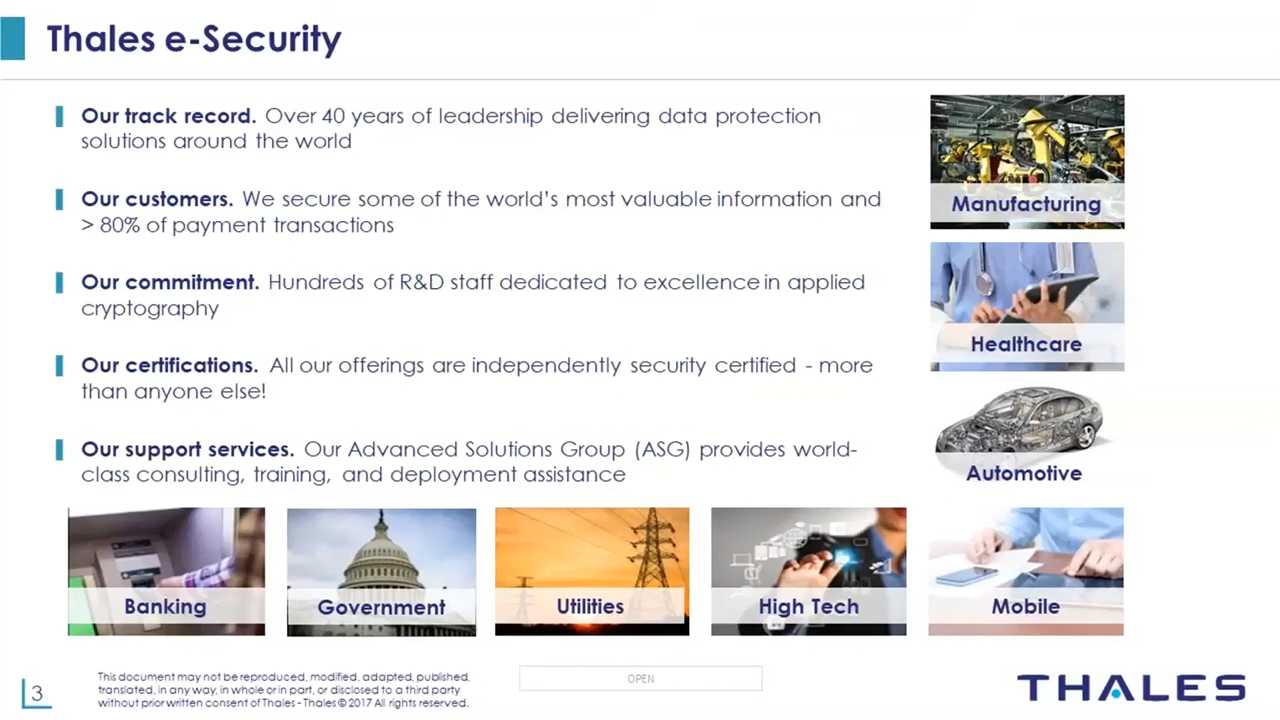 Thales e-Security
Our track record. Over 40 years of leadership delivering data protection
solutions around the world
Our customers. We secure some of the world's most valuable information and
> 80% of payment transactions
Our commitment. Hundreds of R&D staff dedicated to excellence in applied
cryptography
Our certifications. All our offerings are independently security certified - more
than anyone else!
Our support services. Our Advanced Solutions Group (ASG) provides world-
class consulting, training, and deployment assistance
Manufacturing
Healthcare
Automotive
Banking
Government
Utilities
High Tech
Mobile
3
This document may not be reproduced, modified, adapted, published,
translated, in any way, in whole or in part, or disclosed to a third party
without prior written consent of Thales - Thales © 2017 All rights reserved.
OPEN
THALES